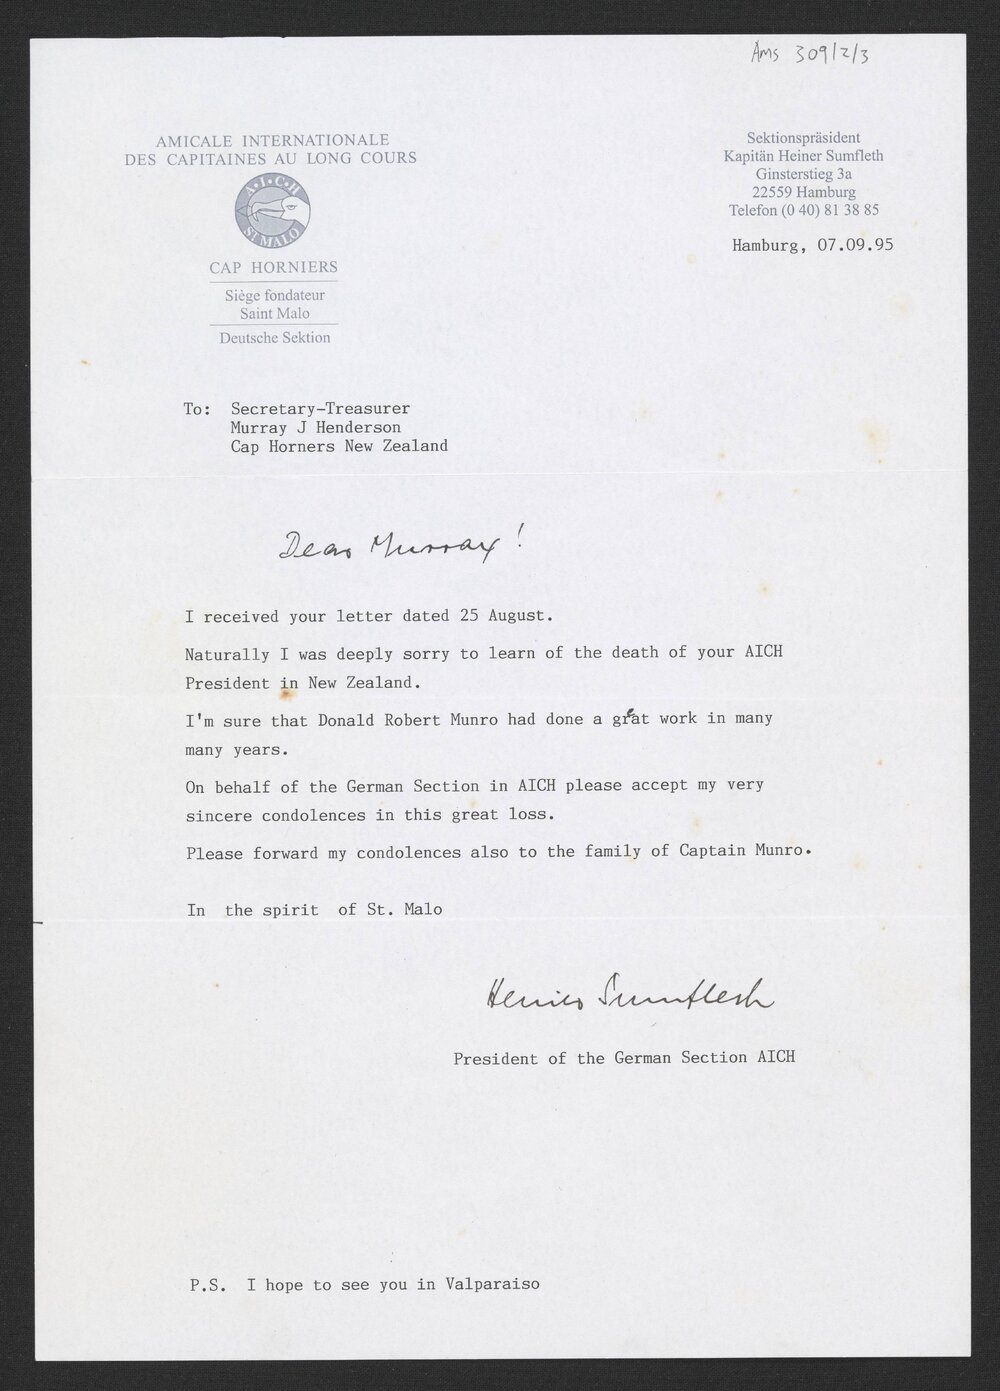 Ams 309/2/3
AMICALE INTERNATIONALE
DES CAPITAINES AU LONG COURS
A•I•C•H
ST MALO
CAP HORNIERS
Siège fondateur
Saint Malo
Deutsche Sektion
Sektionspräsident
Kapitän Heiner Sumfleth
Ginsterstieg 3a
22559 Hamburg
Telefon (0 40) 81 38 85
Hamburg, 07.09.95
To: Secretary-Treasurer
Murray J Henderson
Cap Horners New Zealand
Dear Murray!
I received your letter dated 25 August.
Naturally I was deeply sorry to learn of the death of your AICH
President in New Zealand.
I'm sure that Donald Robert Munro had done a great work in many
many years.
On behalf of the German Section in AICH please accept my very
sincere condolences in this great loss.
Please forward my condolences also to the family of Captain Munro.
In the spirit of St. Malo
Heiner Sumfleth
President of the German Section AICH
P.S. I hope to see you in Valparaiso